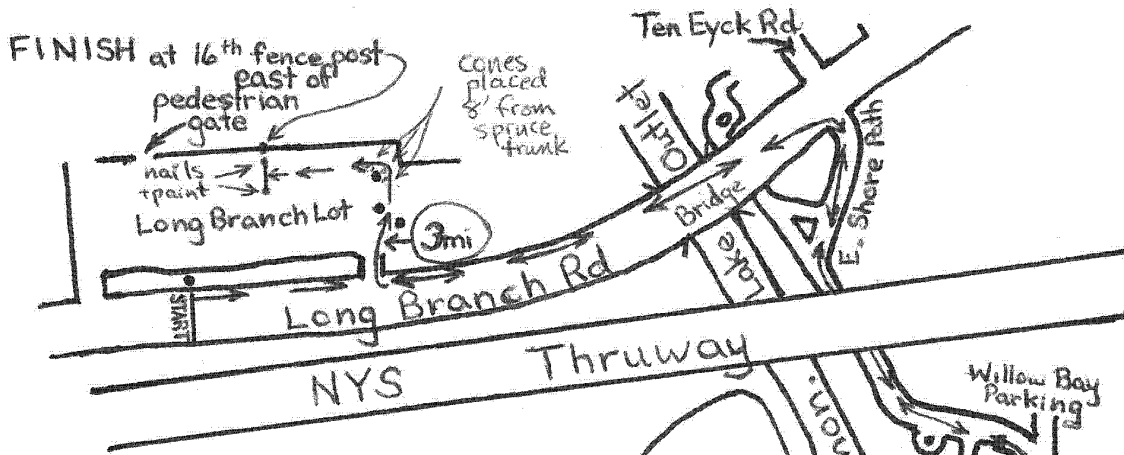 Ten Eyck Rd
FINISH at 16th fence post
past of
pedestrian
gate
cones
placed
8' from
spruce
trunk
Outlet
nails
+paint
Long Branch Lot
3mi
Bridge
E. Shore Path
Lake
START
Long Branch Rd
NYS Thruway
Willow Bay
Parking